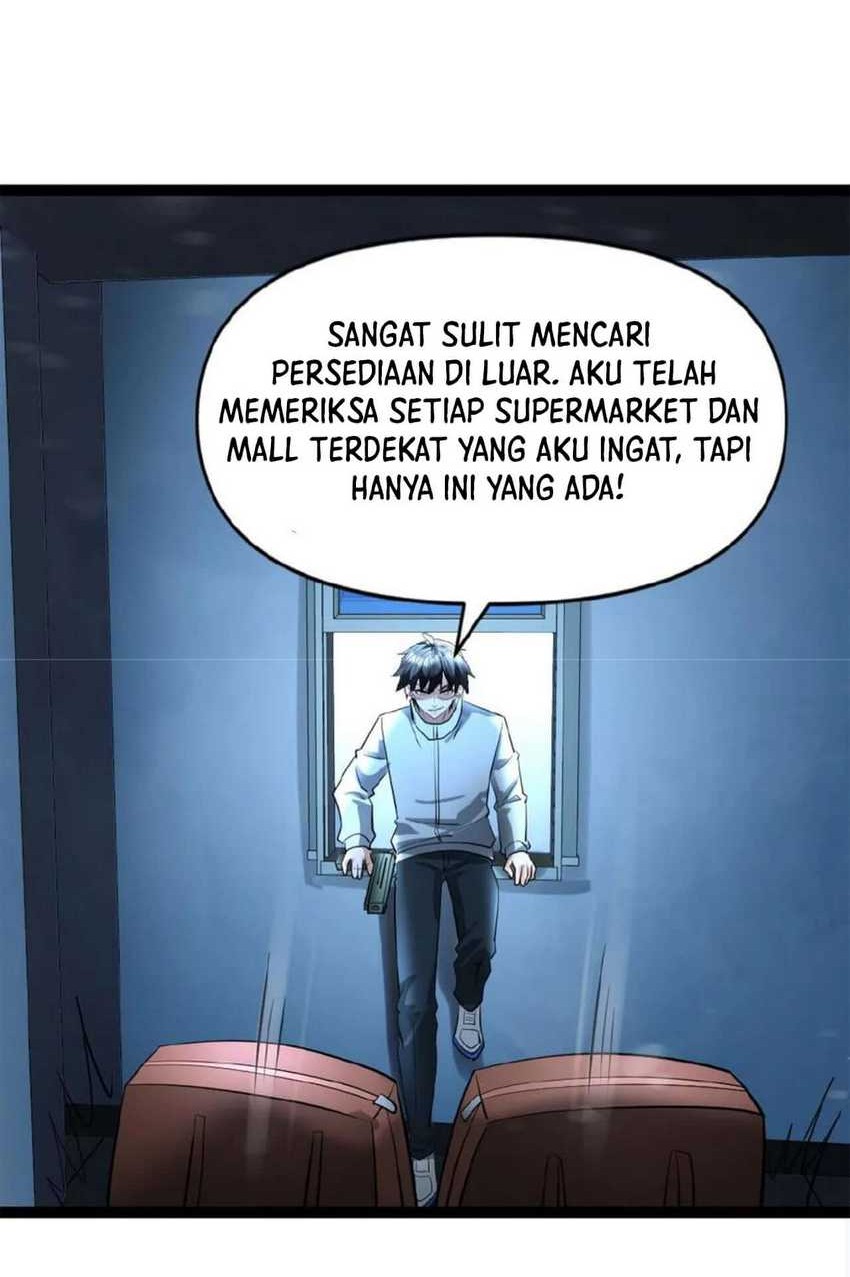 SANGAT SULIT MENCARI
PERSEDIAAN DI LUAR. AKU TELAH
MEMERIKSA SETIAP SUPERMARKET DAN
MALL TERDEKAT YANG AKU INGAT, TAPI
HANYA INI YANG ADA!